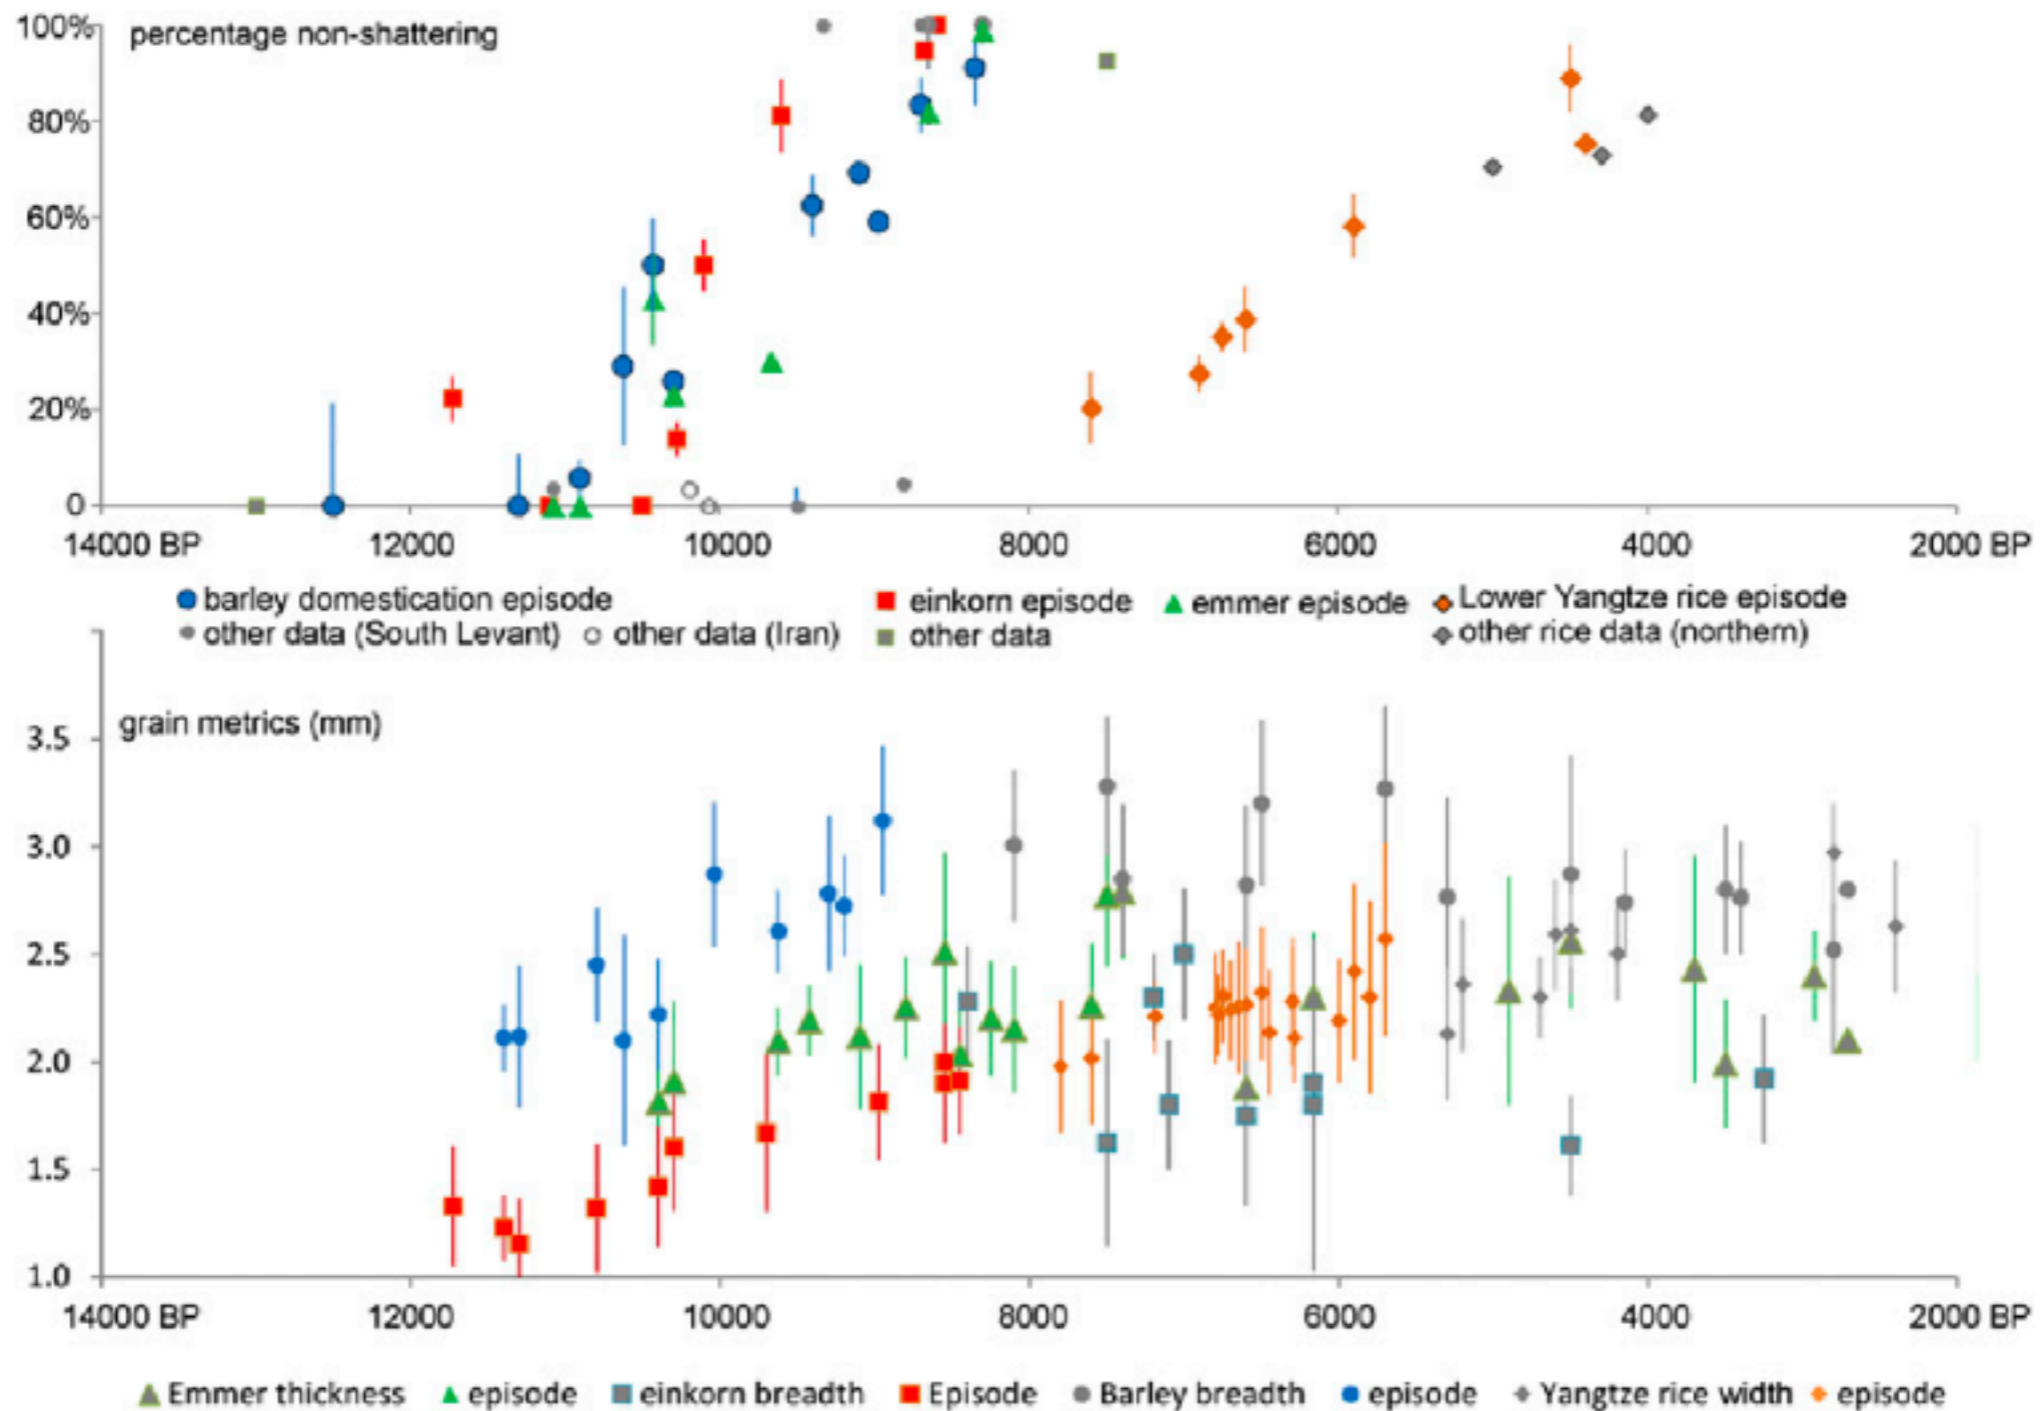 percentage non-shattering
100%
80%
60%
40%
20%
0
14000 BP 12000 10000 8000 6000 4000 2000 BP
barley domestication episode einkorn episode emmer episode Lower Yangtze rice episode
other data (South Levant) other data (Iran) other data other rice data (northern)
grain metrics (mm)
3.5
3.0
2.5
2.0
1.5
1.0
14000 BP 12000 10000 8000 6000 4000 2000 BP
Emmer thickness episode einkorn breadth Episode Barley breadth episode Yangtze rice width episode